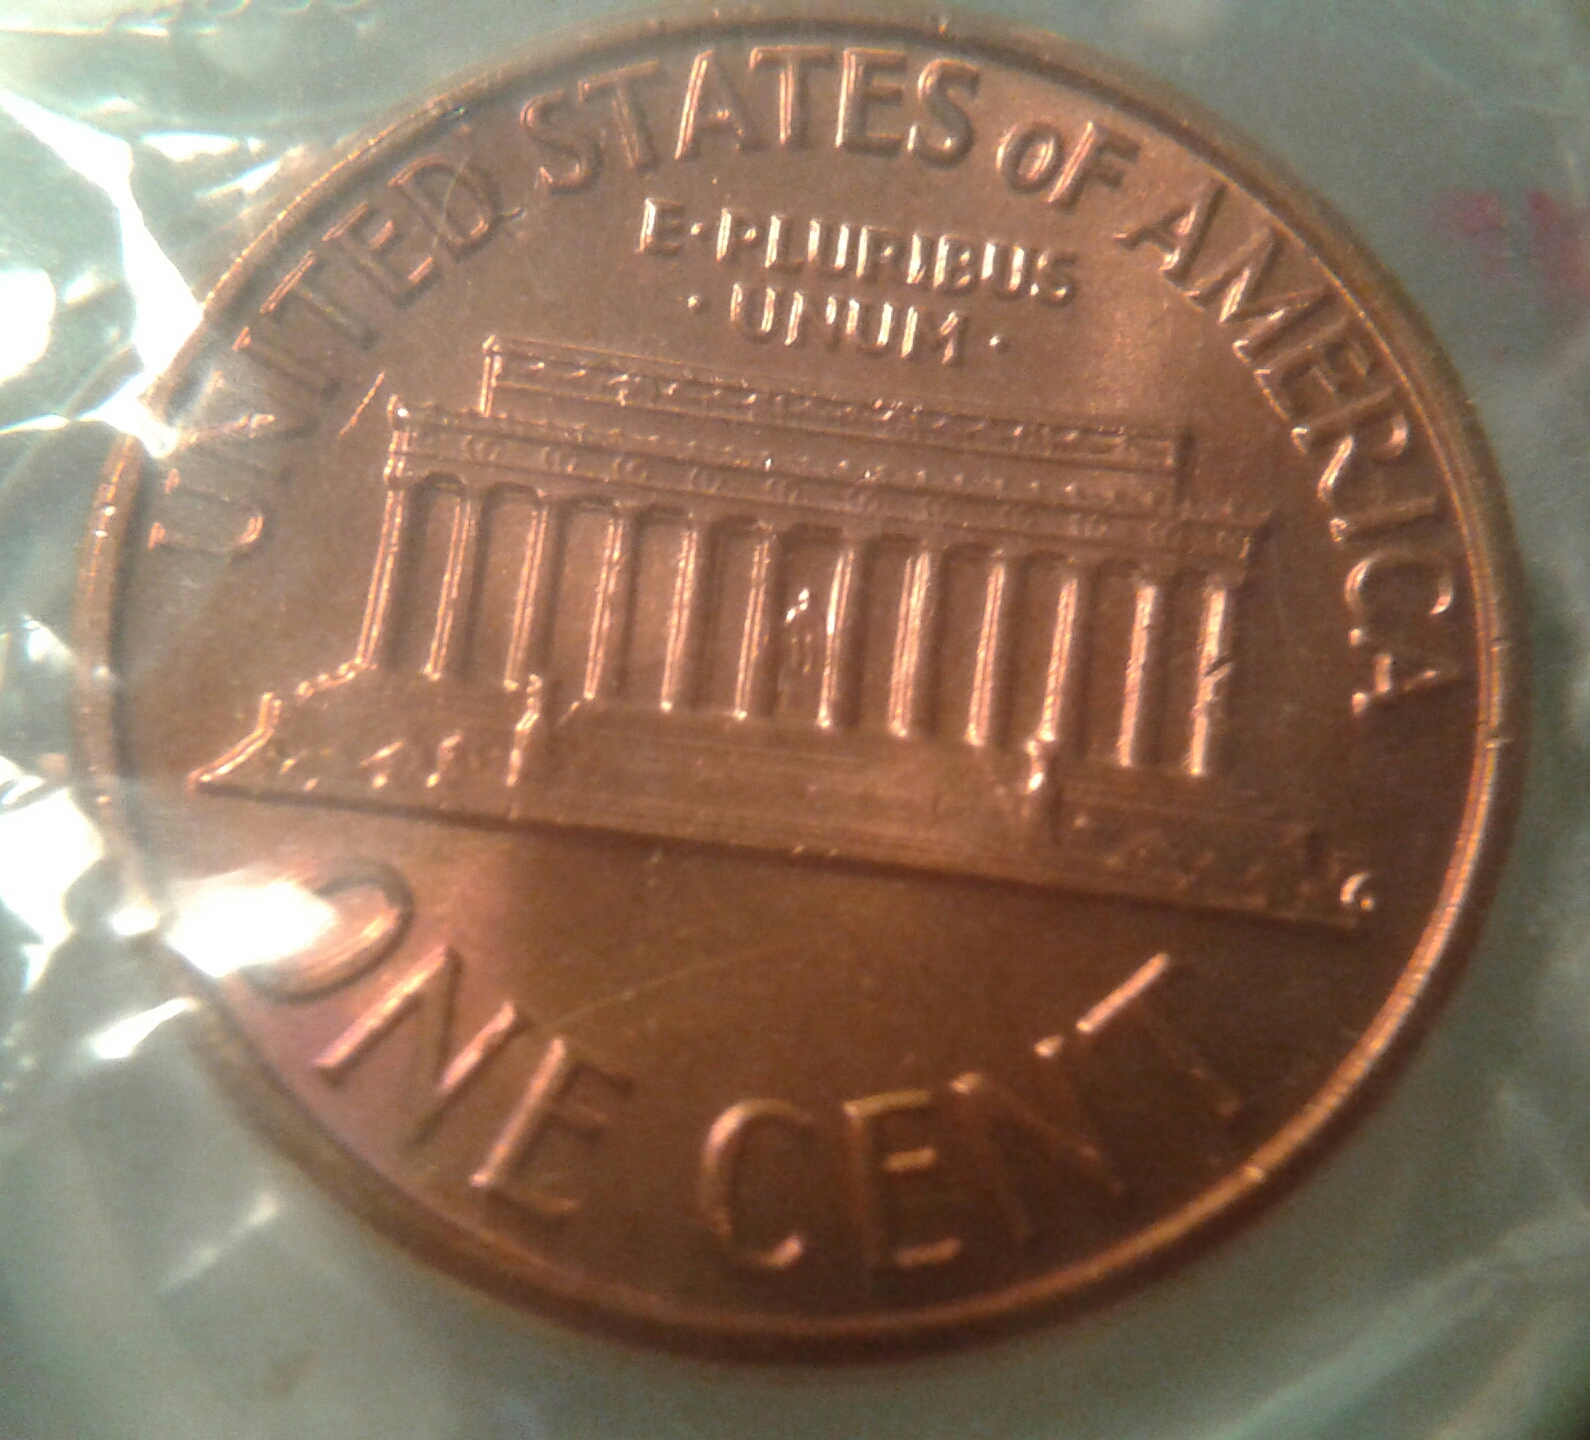 UNITED STATES OF AMERICA
E·PLURIBUS
·UNUM·
ONE CENT